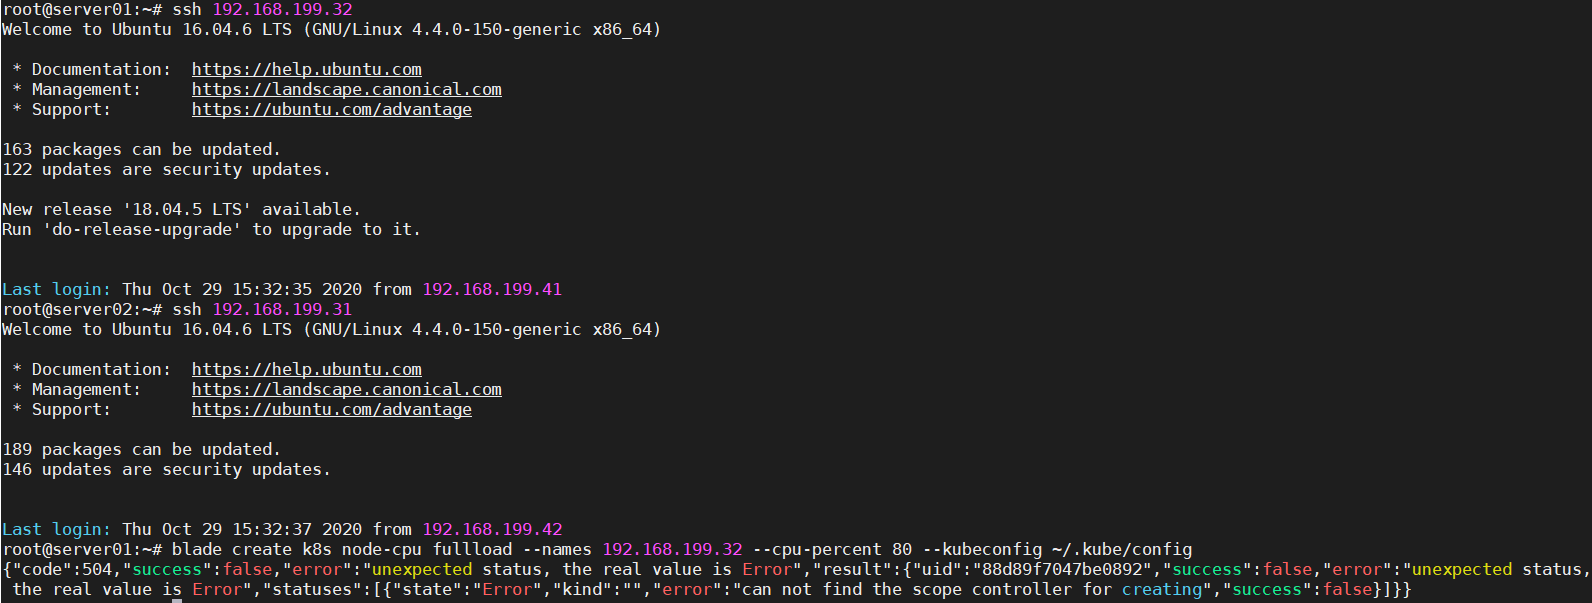 root@server01:~# ssh 192.168.199.32
Welcome to Ubuntu 16.04.6 LTS (GNU/Linux 4.4.0-150-generic x86_64)
 * Documentation:  https://help.ubuntu.com
 * Management:     https://landscape.canonical.com
 * Support:        https://ubuntu.com/advantage
163 packages can be updated.
122 updates are security updates.
New release '18.04.5 LTS' available.
Run 'do-release-upgrade' to upgrade to it.
Last login: Thu Oct 29 15:32:35 2020 from 192.168.199.41
root@server02:~# ssh 192.168.199.31
Welcome to Ubuntu 16.04.6 LTS (GNU/Linux 4.4.0-150-generic x86_64)
 * Documentation:  https://help.ubuntu.com
 * Management:     https://landscape.canonical.com
 * Support:        https://ubuntu.com/advantage
189 packages can be updated.
146 updates are security updates.
Last login: Thu Oct 29 15:32:37 2020 from 192.168.199.42
root@server01:~# blade create k8s node-cpu fullload --names 192.168.199.32 --cpu-percent 80 --kubeconfig ~/.kube/config
{"code":504,"success":false,"error":"unexpected status, the real value is Error","result":{"uid":"88d89f7047be0892","success":false,"error":"unexpected status,
 the real value is Error","statuses":[{"state":"Error","kind":"","error":"can not find the scope controller for creating","success":false}]}}